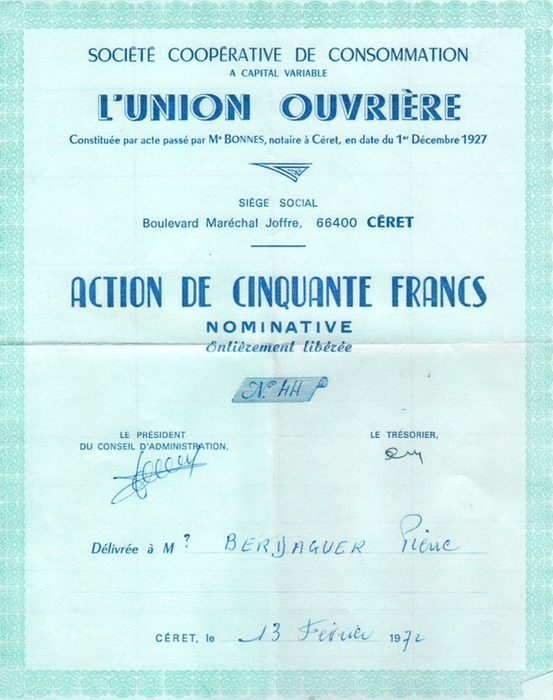 SOCIÉTÉ COOPÉRATIVE DE CONSOMMATION
A CAPITAL VARIABLE
L'UNION OUVRIÈRE
Constituée par acte passé par Mᵉ BONNES, notaire à Céret, en date du 1ᵉʳ Décembre 1927
SIÈGE SOCIAL
Boulevard Maréchal Joffre, 66400 CÉRET
ACTION DE CINQUANTE FRANCS
NOMINATIVE
Entièrement libérée
N. 44
LE PRÉSIDENT
DU CONSEIL D'ADMINISTRATION,
LE TRÉSORIER,
Délivrée à M BERDAGUER Pierre
CÉRET, le 13 Février 1972